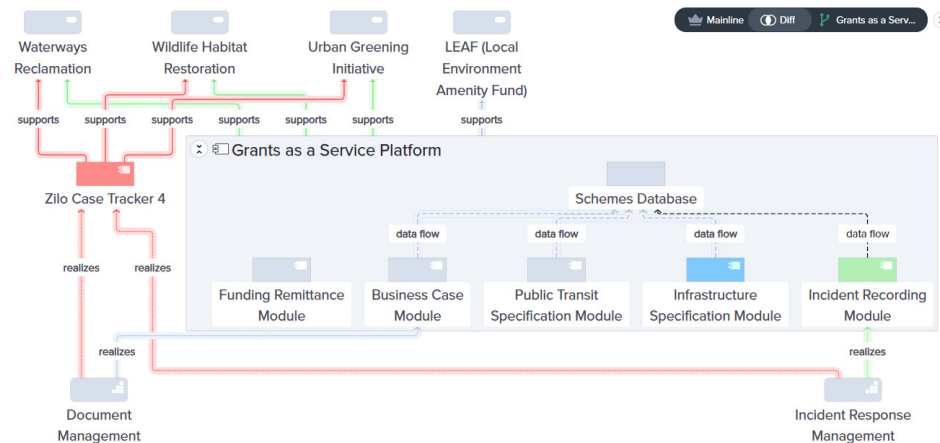 Mainline
Diff
Grants as a Serv...
Waterways
Reclamation
Wildlife Habitat
Restoration
Urban Greening
Initiative
LEAF (Local
Environment
Amenity Fund)
supports
supports
supports
supports
supports
supports
supports
Grants as a Service Platform
Zilo Case Tracker 4
Schemes Database
data flow
data flow
data flow
data flow
realizes
realizes
Funding Remittance
Module
Business Case
Module
Public Transit
Specification Module
Infrastructure
Specification Module
Incident Recording
Module
realizes
realizes
Document
Management
Incident Response
Management